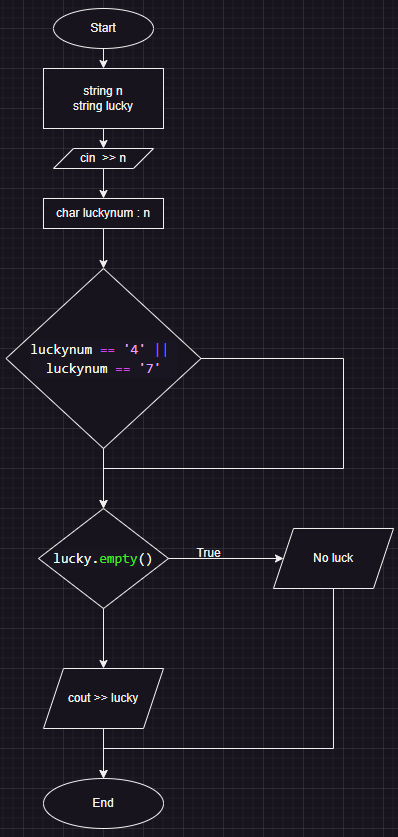 Start
string n
string lucky
cin >> n
char luckynum : n
luckynum == '4' ||
luckynum == '7'
lucky.empty()
True
No luck
cout >> lucky
End